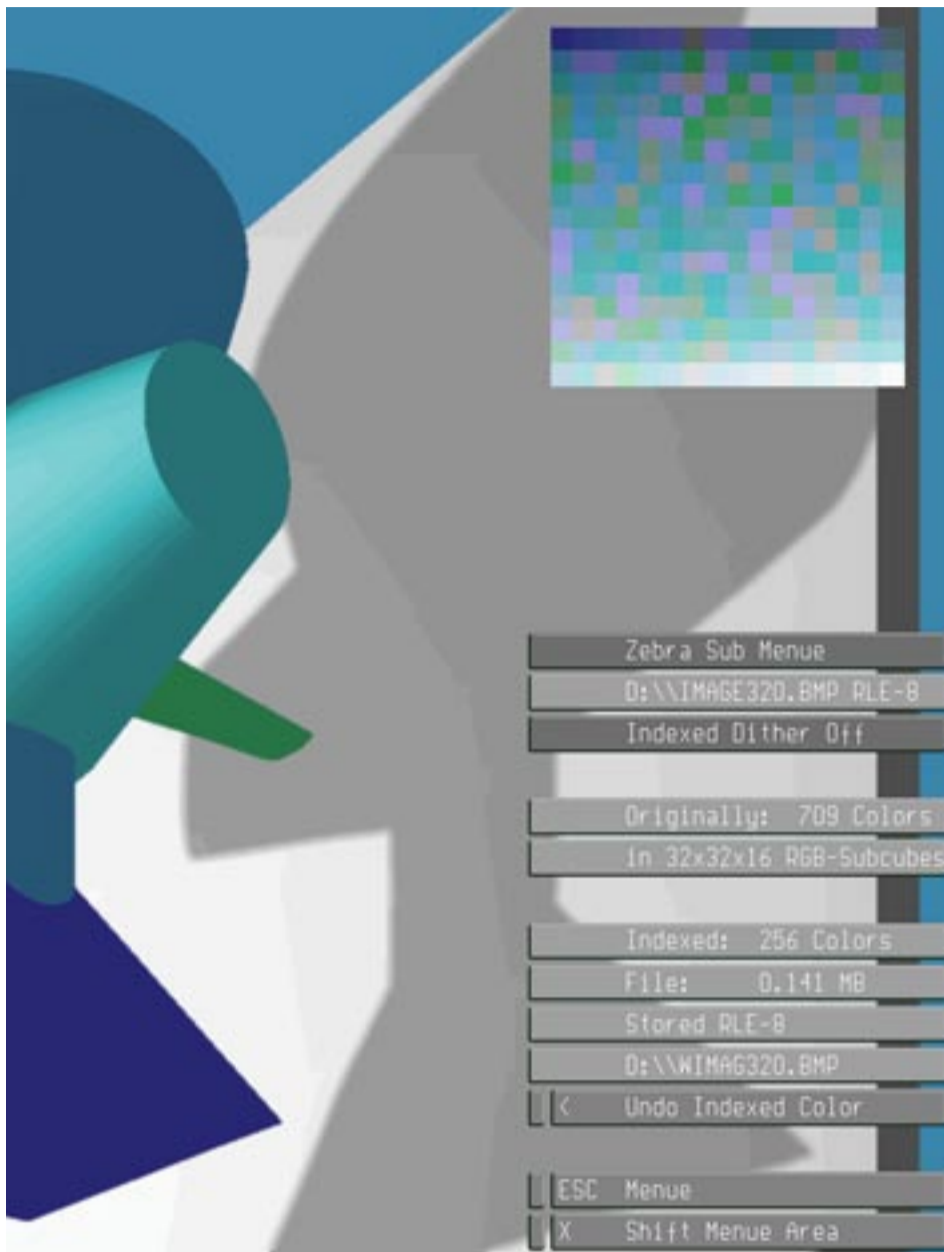 Zebra Sub Menue
D:\\IMAGE320.BMP RLE-8
Indexed Dither Off
Originally: 709 Colors
in 32x32x16 RGB-Subcubes
Indexed: 256 Colors
File: 0.141 MB
Stored RLE-8
D:\\WIMAG320.BMP
< Undo Indexed Color
ESC Menue
X Shift Menue Area